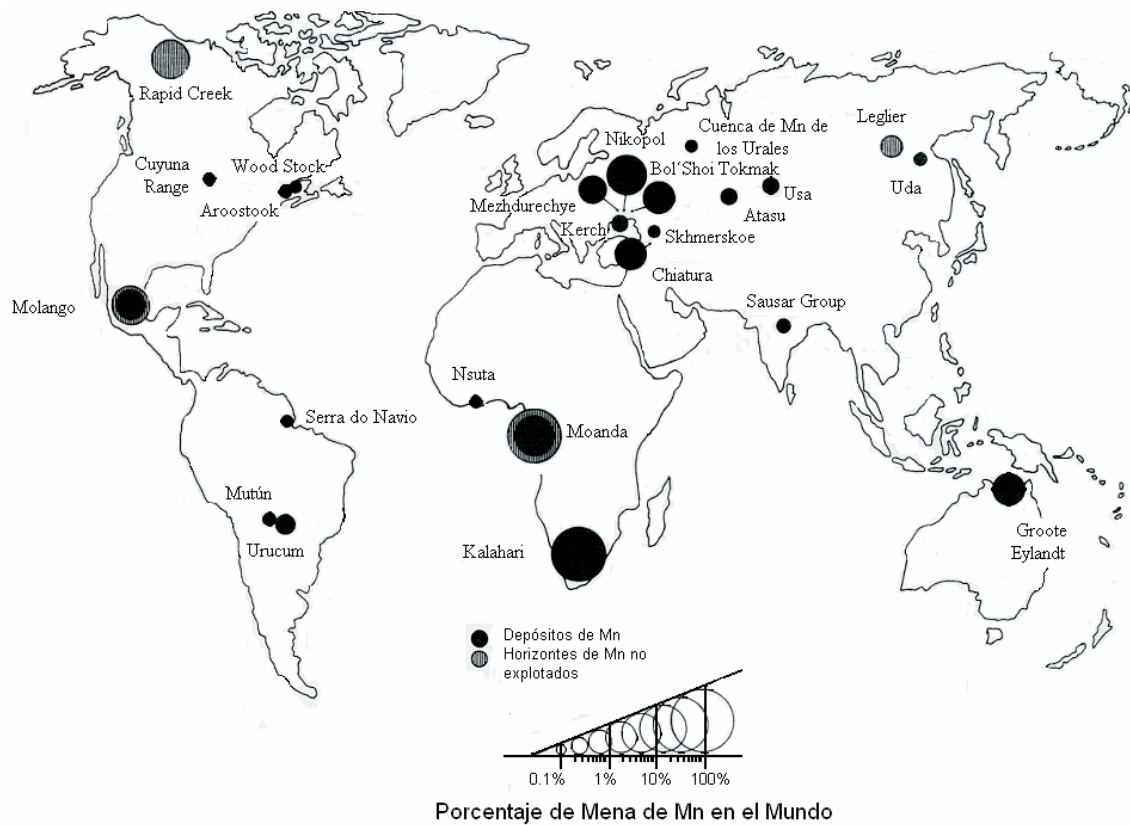 Rapid Creek
Cuyuna
Range
Wood Stock
Aroostook
Molango
Nikopol
Cuenca de Mn de
los Urales
Bol´Shoi Tokmak
Mezhdurechye
Kerch
Skhmerskoe
Chiatura
Atasu
Usa
Leglier
Uda
Sausar Group
Nsuta
Moanda
Serra do Navio
Mutún
Urucum
Kalahari
Groote
Eylandt
Depósitos de Mn
Horizontes de Mn no
explotados
0.1% 1% 10% 100%
Porcentaje de Mena de Mn en el Mundo